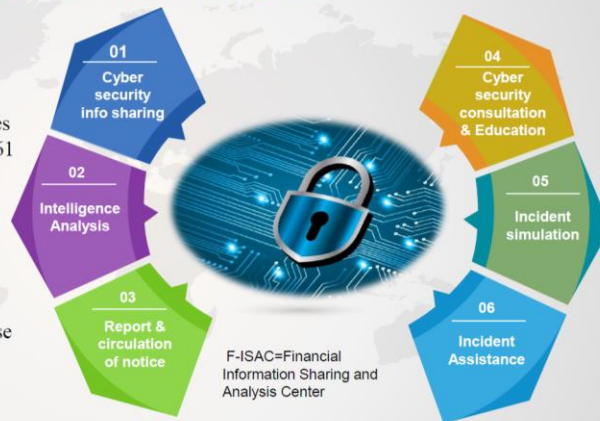 01
Cyber
security
info sharing
02
Intelligence
Analysis
03
Report &
circulation
of notice
04
Cyber
security
consultation
& Education
05
Incident
simulation
06
Incident
Assistance
F-ISAC=Financial
Information Sharing and
Analysis Center